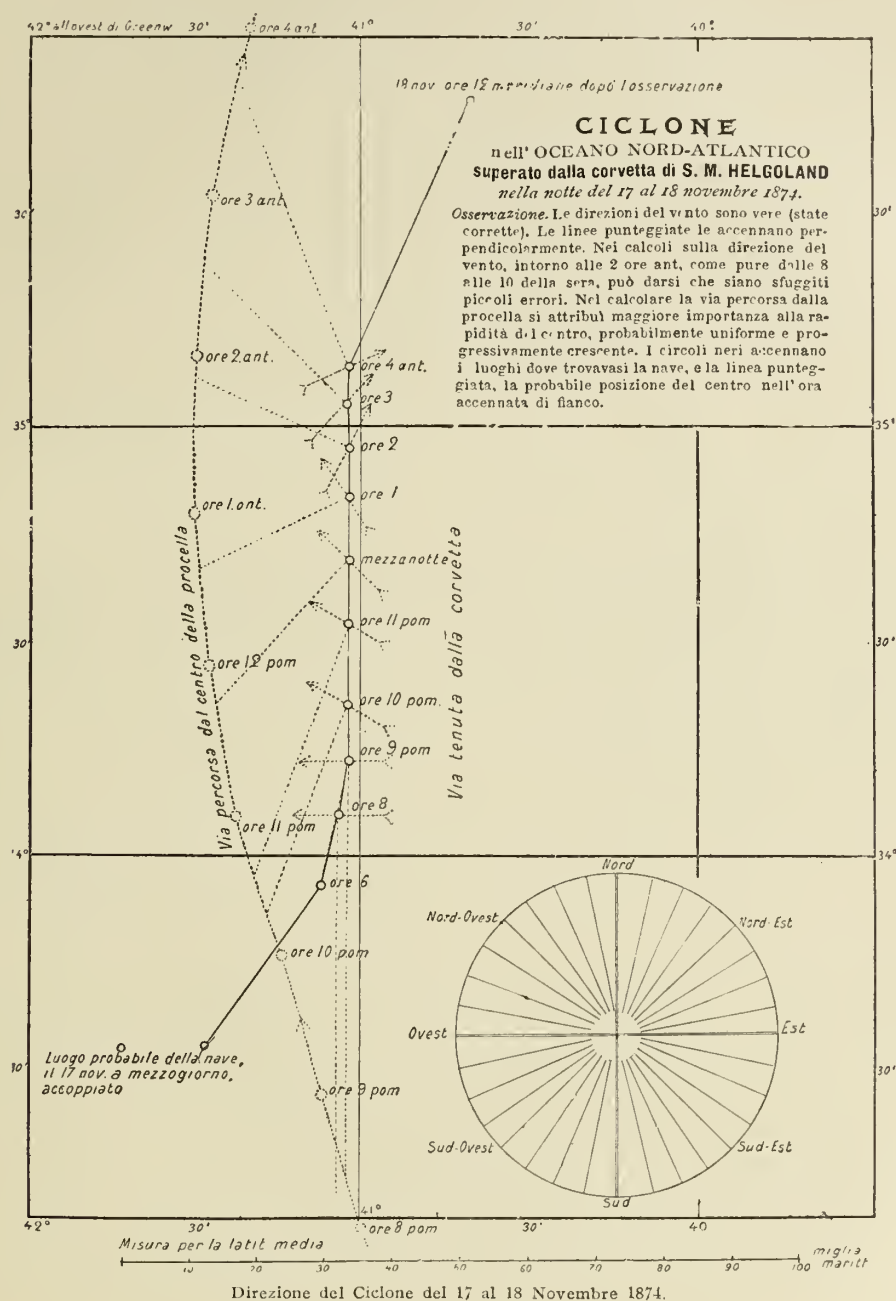 42° all'ovest di Greenw 30' ore 4 ant 41° 30' 40°
18 nov ore 12 meridiane dopó losservazione
CICLONE
nell' OCEANO NORD-ATLANTICO
superato dalla corvetta di S. M. HELGOLAND
nella notte del 17 al 18 novembre 1874.
Osservazione. Le direzioni del vento sono vere (state
corrette). Le linee punteggiate le accennano per-
pendicolarmente. Nei calcoli sulla direzione del
vento, intorno alle 2 ore ant, come pure dalle 8
alle 10 della sera, può darsi che siano sfuggiti
piccoli errori. Nel calcolare la via percorsa dalla
procella si attribuì maggiore importanza alla ra-
pidità del centro, probabilmente uniforme e pro-
gressivamente crescente. I circoli neri accennano
i luoghi dove trovavasi la nave, e la linea punteg-
giata, la probabile posizione del centro nell' ora
accennata di fianco.
30' 30'
ore 3 ant.
ore 2. ant.
ore 4 ant.
ore 3
35° 35°
ore 2
ore 1
ore 1. ant.
mezzanotte
ore 11 pom
30' 30'
ore 12 pom
ore 10 pom.
ore 9 pom
ore 8
ore 11 pom
Via percorsa dal centro della procella
Via tenuta dalla corvetta
'4° 34°
ore 6
ore 10 pom
Luogo probabile della nave,
il 17 nov. a mezzogiorno,
accoppiato
30' 30'
ore 9 pom
Nord
Nord-Ovest Nord-Est
Ovest Est
Sud-Ovest Sud-Est
Sud
41°
ore 8 pom
42° 30' 30' 40
Misura per la latit media
10 20 30 40 50 60 70 80 90 100
miglia
maritt
Direzione del Ciclone del 17 al 18 Novembre 1874.